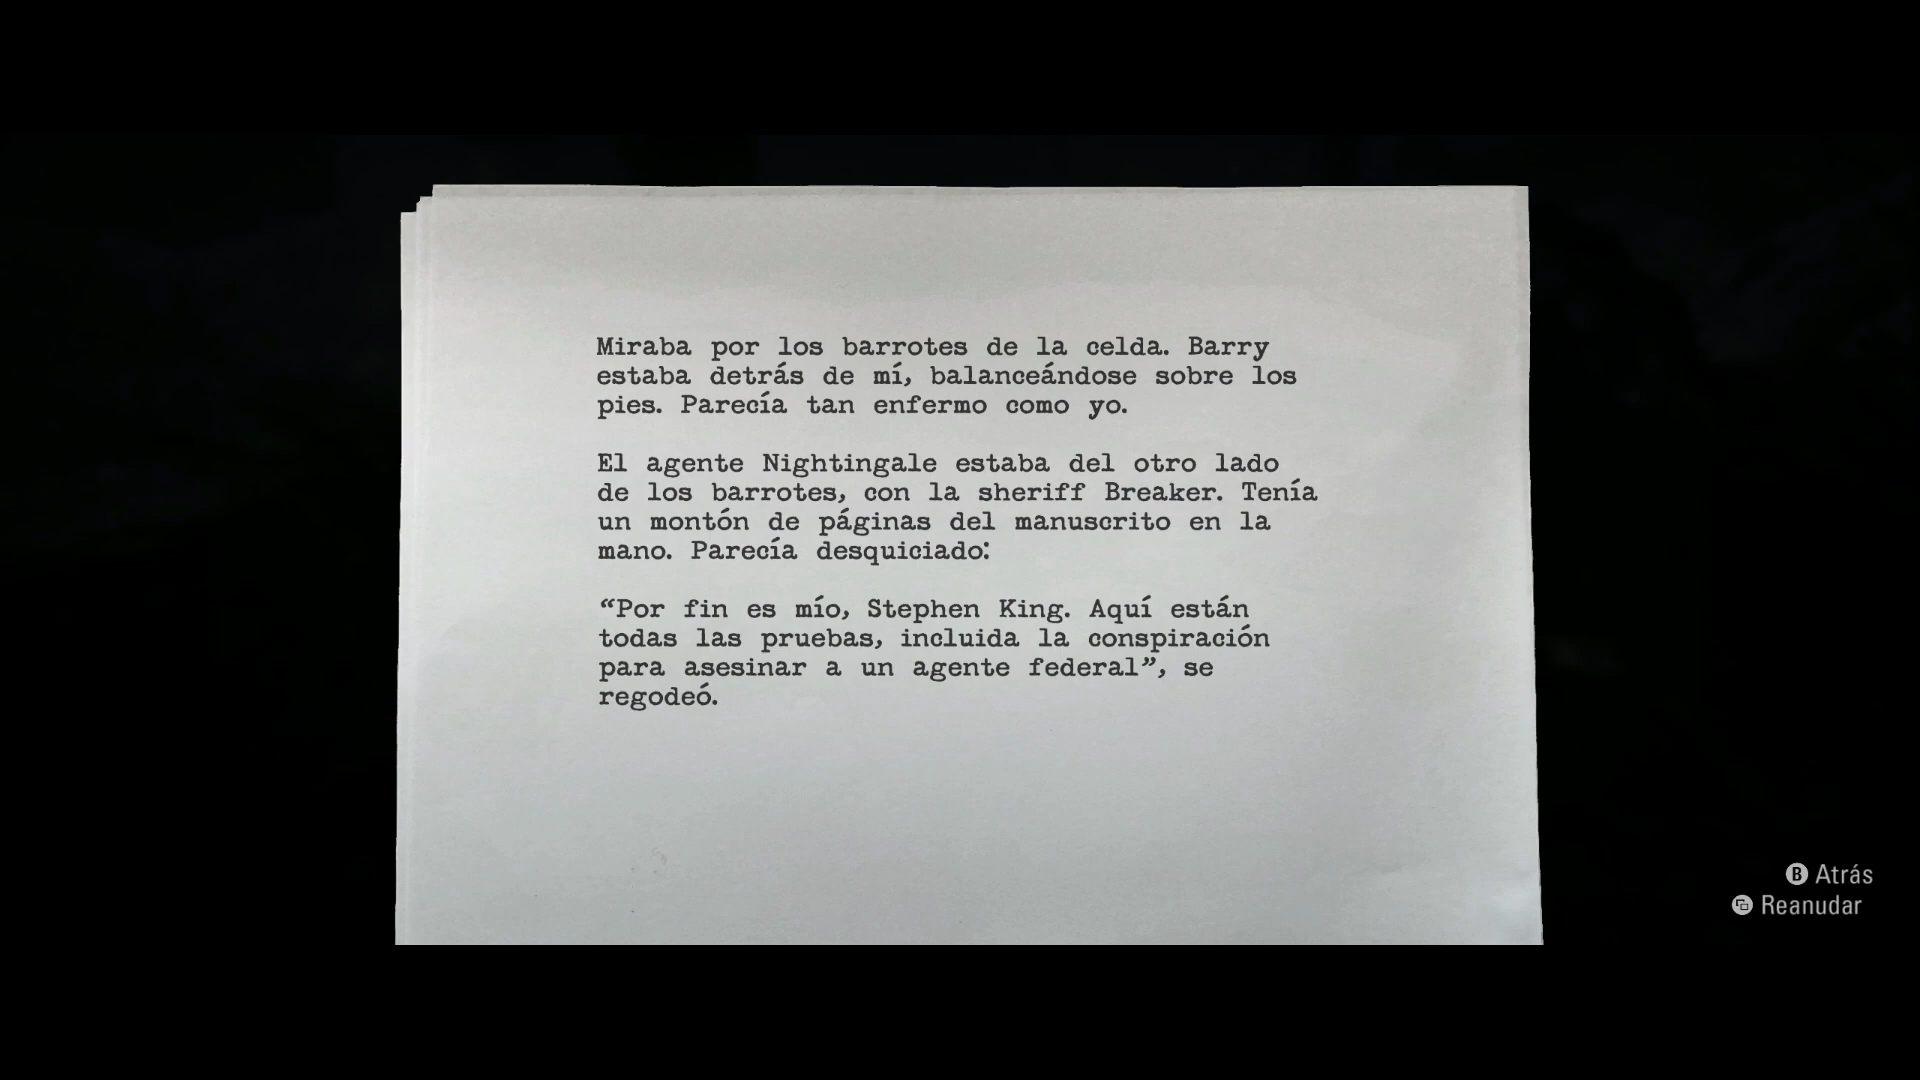 Miraba por los barrotes de la celda. Barry
estaba detrás de mí, balanceándose sobre los
pies. Parecía tan enfermo como yo.
El agente Nightingale estaba del otro lado
de los barrotes, con la sheriff Breaker. Tenía
un montón de páginas del manuscrito en la
mano. Parecía desquiciado:
“Por fin es mío, Stephen King. Aquí están
todas las pruebas, incluida la conspiración
para asesinar a un agente federal”, se
regodeó.
B Atrás
Reanudar